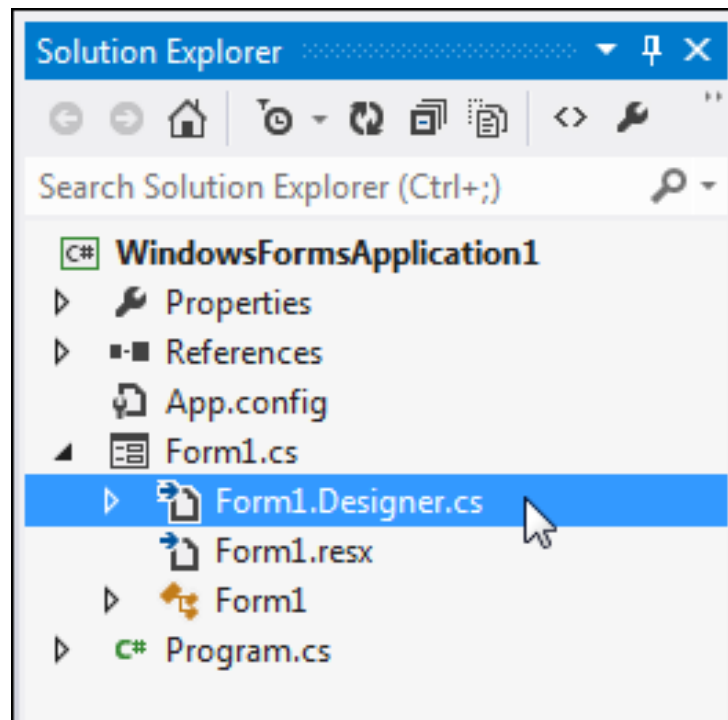 Solution Explorer
Search Solution Explorer (Ctrl+;)
C# WindowsFormsApplication1
Properties
References
App.config
Form1.cs
Form1.Designer.cs
Form1.resx
Form1
C# Program.cs